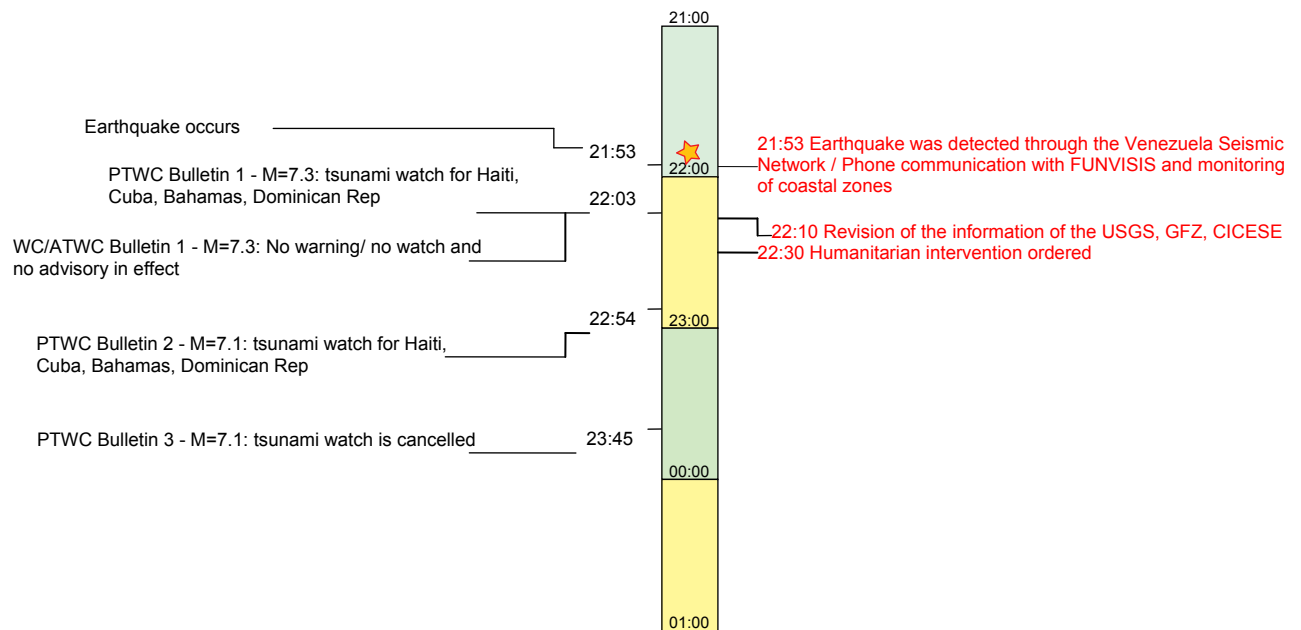 21:00
Earthquake occurs
21:53
PTWC Bulletin 1 - M=7.3: tsunami watch for Haiti,
Cuba, Bahamas, Dominican Rep
22:03
WC/ATWC Bulletin 1 - M=7.3: No warning/ no watch and
no advisory in effect
22:54
PTWC Bulletin 2 - M=7.1: tsunami watch for Haiti,
Cuba, Bahamas, Dominican Rep
PTWC Bulletin 3 - M=7.1: tsunami watch is cancelled
23:45
22:00
23:00
00:00
01:00
21:53 Earthquake was detected through the Venezuela Seismic
Network / Phone communication with FUNVISIS and monitoring
of coastal zones
22:10 Revision of the information of the USGS, GFZ, CICESE
22:30 Humanitarian intervention ordered